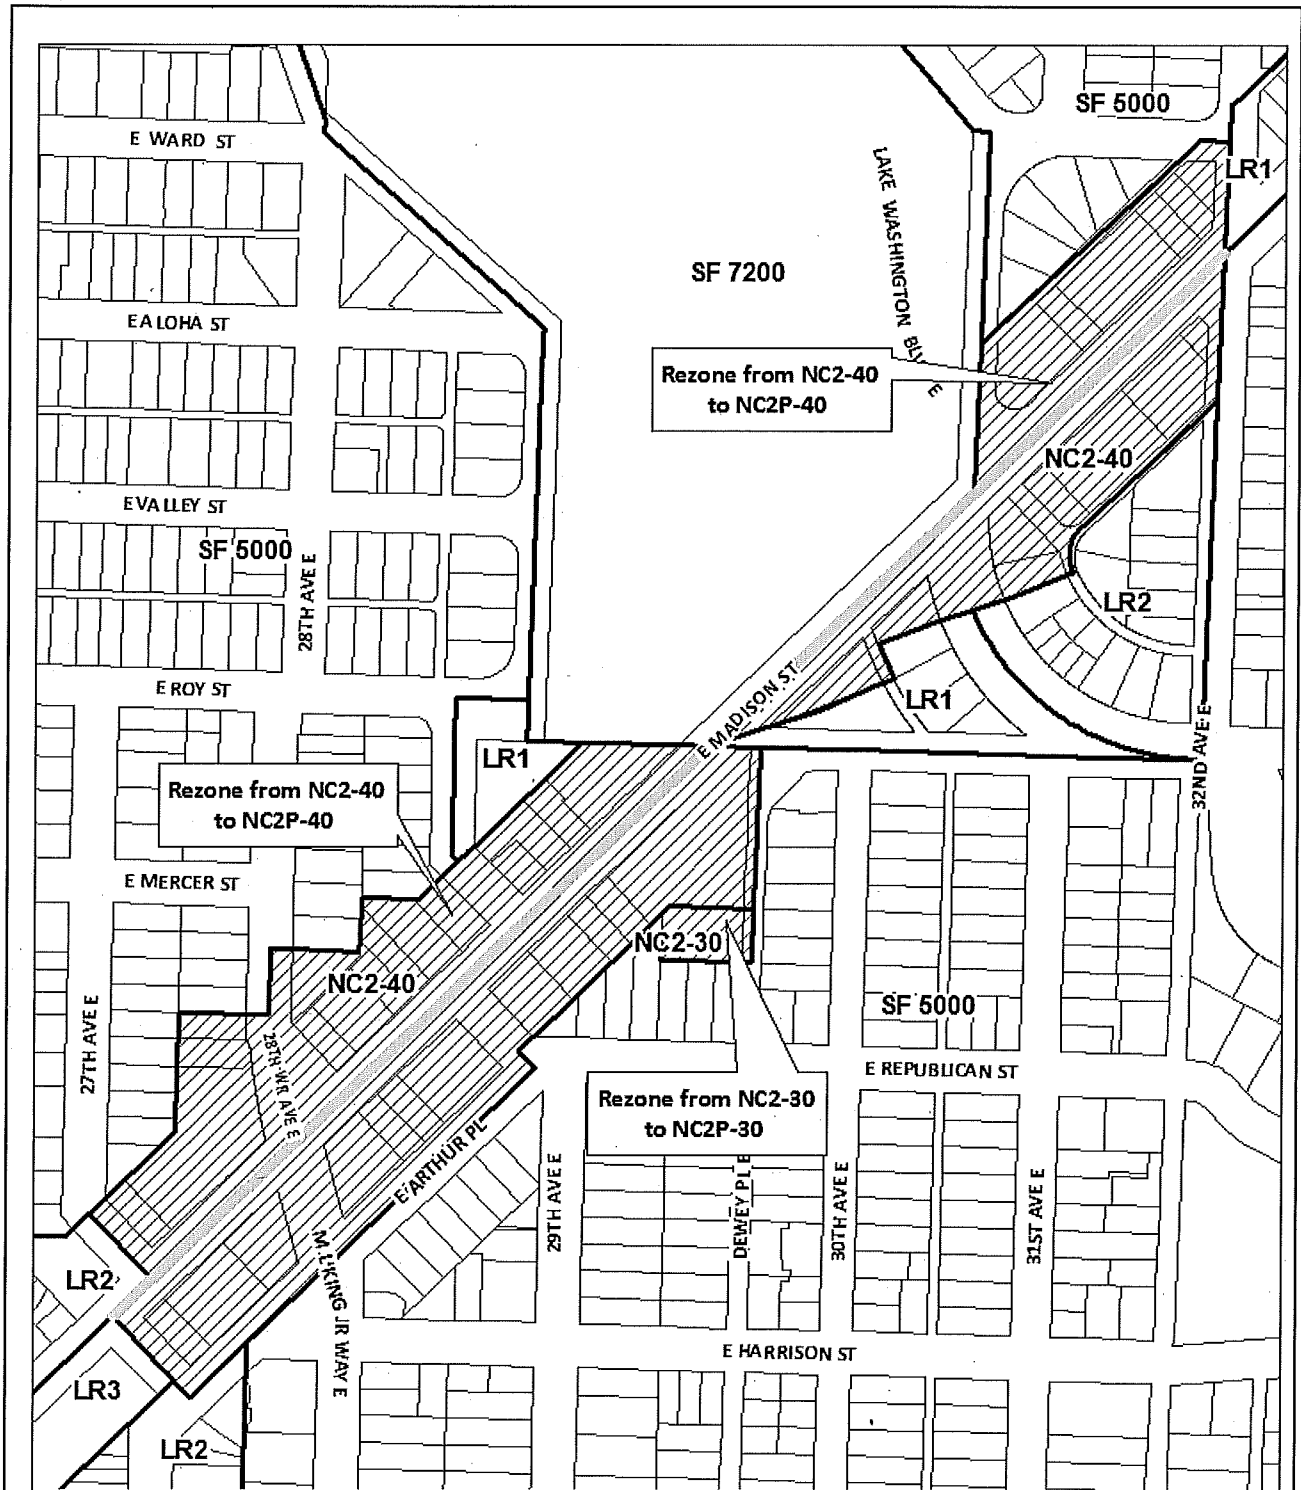 SF 5000
E WARD ST
LAKE WASHINGTON BLVD E
LR1
SF 7200
E ALOHA ST
Rezone from NC2-40
to NC2P-40
NC2-40
E VALLEY ST
SF 5000
28TH AVE E
LR2
E ROY ST
E MADISON ST
LR1
32ND AVE E
LR1
Rezone from NC2-40
to NC2P-40
E MERCER ST
NC2-30
NC2-40
SF 5000
27TH AVE E
28TH WR AVE E
E REPUBLICAN ST
Rezone from NC2-30
to NC2P-30
E ARTHUR PL
29TH AVE E
DEWEY PL E
30TH AVE E
31ST AVE E
LR2
M L KING JR WAY E
E HARRISON ST
LR3
LR2